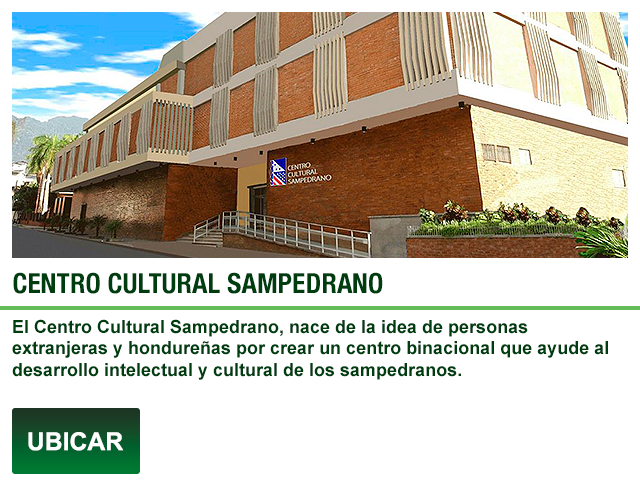 CENTRO
CULTURAL
SAMPEDRANO
CENTRO CULTURAL SAMPEDRANO
El Centro Cultural Sampedrano, nace de la idea de personas
extranjeras y hondureñas por crear un centro binacional que ayude al
desarrollo intelectual y cultural de los sampedranos.
UBICAR